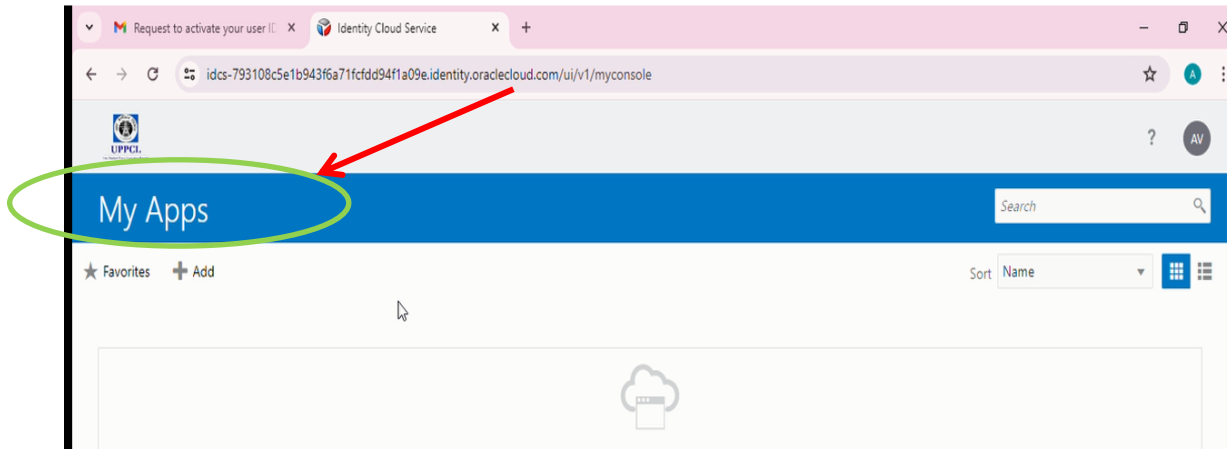 Request to activate your user ID
Identity Cloud Service
idcs-793108c5e1b943f6a71fcfdd94f1a09e.identity.oraclecloud.com/ui/v1/myconsole
A
UPPCL
? AV
My Apps
Search
Favorites Add
Sort Name